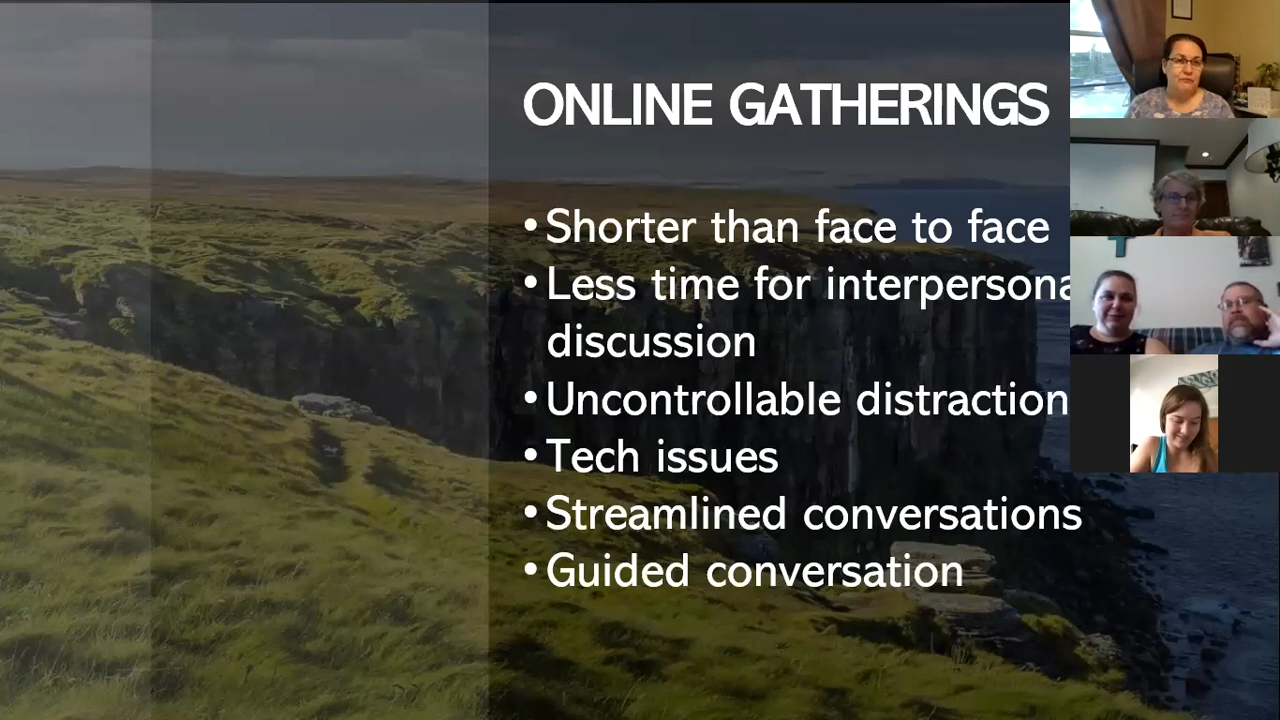 ONLINE GATHERINGS
• Shorter than face to face
• Less time for interpersona
discussion
• Uncontrollable distraction
• Tech issues
• Streamlined conversations
• Guided conversation